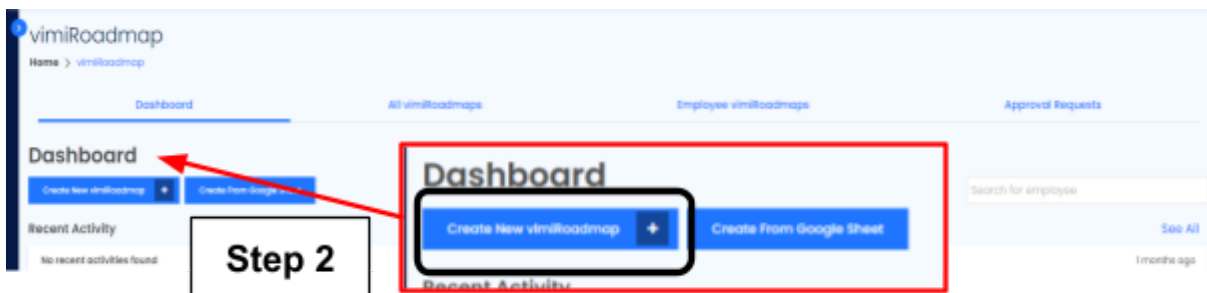 vimiRoadmap
Home > vimiRoadmap
Dashboard
All vimiRoadmaps
Employee vimiRoadmaps
Approval Requests
Dashboard
Create New vimiRoadmap +
Create From Google
Search for employee
Recent Activity
See All
No recent activities found
1 months ago
Step 2
Dashboard
Create New vimiRoadmap +
Create From Google Sheet
Recent Activity